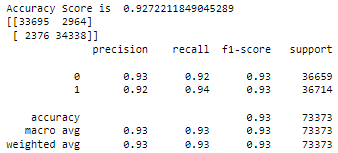 Accuracy Score is 0.9272211849045289
[[33695 2964]
[ 2376 34338]]
precision recall f1-score support
0 0.93 0.92 0.93 36659
1 0.92 0.94 0.93 36714
accuracy 0.93 73373
macro avg 0.93 0.93 0.93 73373
weighted avg 0.93 0.93 0.93 73373